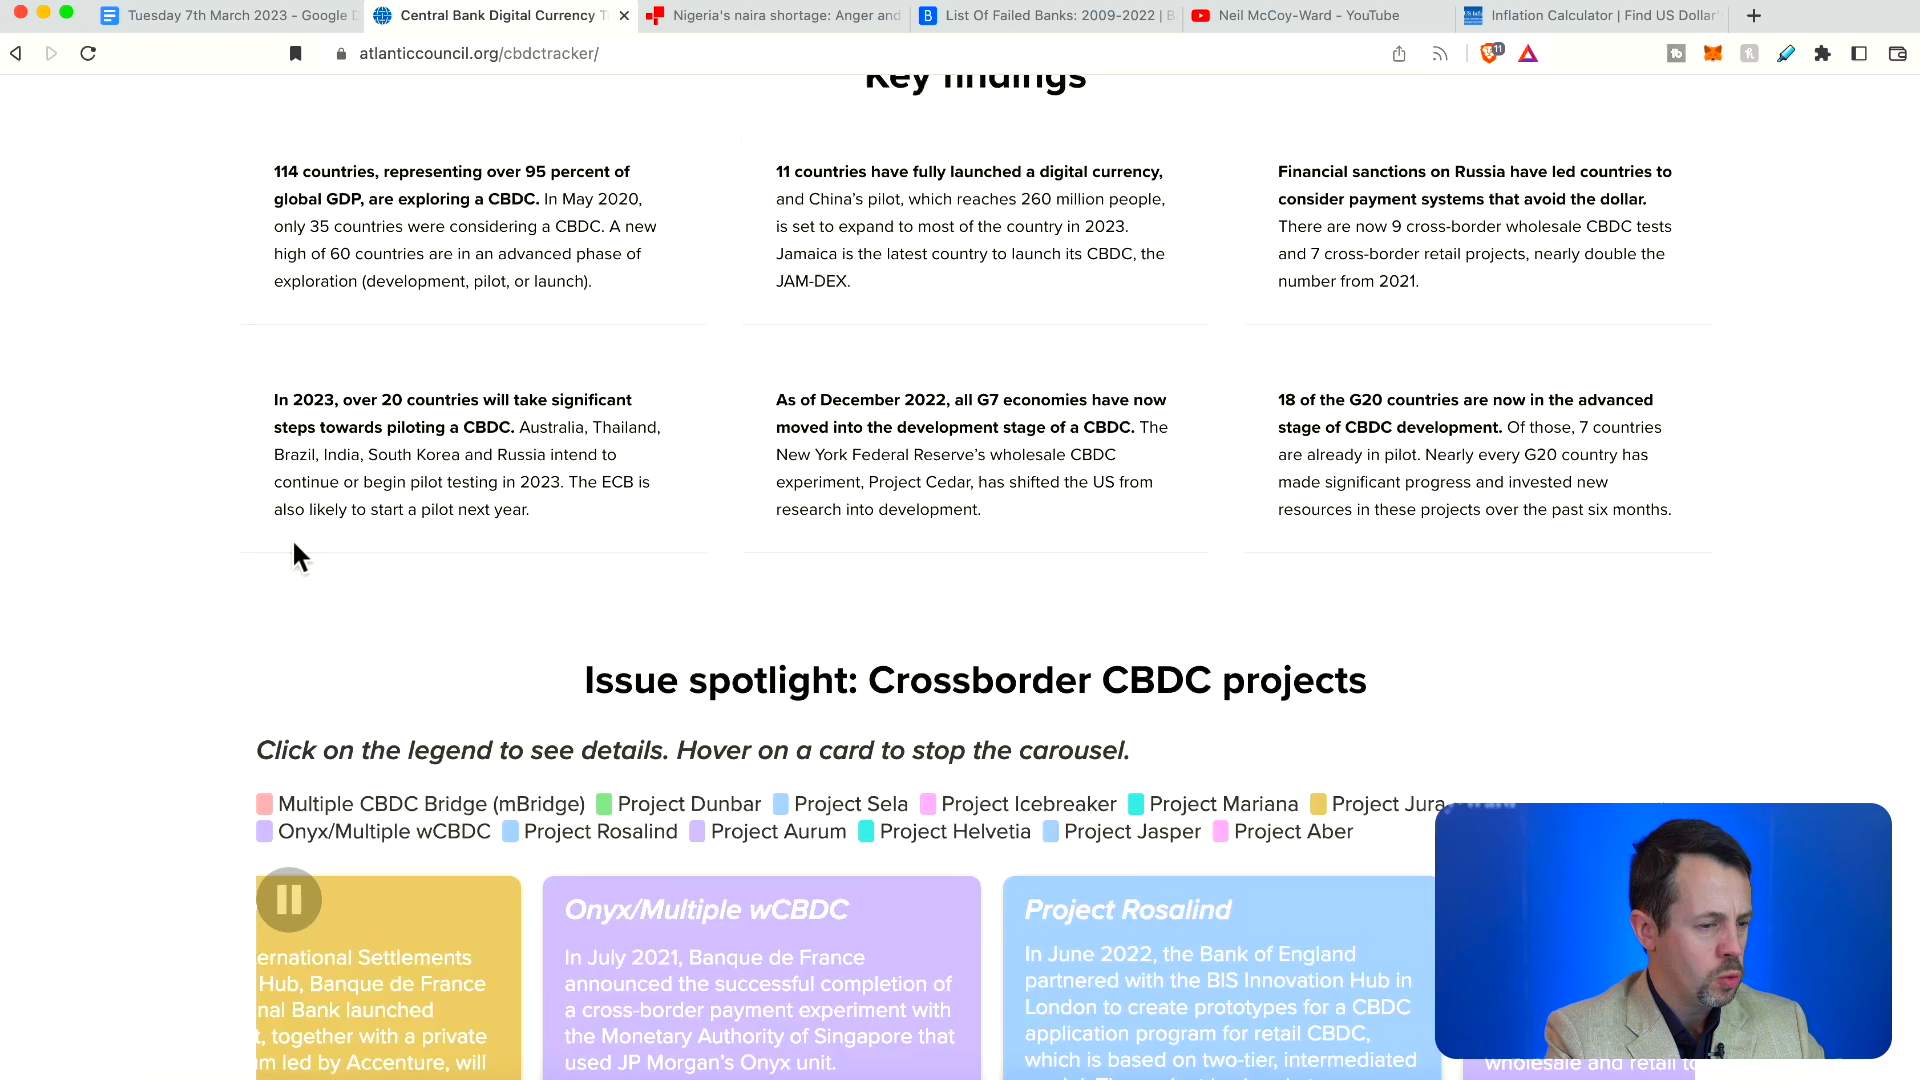 Tuesday 7th March 2023 - Google D
Central Bank Digital Currency T
Nigeria's naira shortage: Anger and
List Of Failed Banks: 2009-2022 | B
Neil McCoy-Ward - YouTube
Inflation Calculator | Find US Dollar'
atlanticcouncil.org/cbdctracker/
11
Key findings
114 countries, representing over 95 percent of
global GDP, are exploring a CBDC. In May 2020,
only 35 countries were considering a CBDC. A new
high of 60 countries are in an advanced phase of
exploration (development, pilot, or launch).
11 countries have fully launched a digital currency,
and China's pilot, which reaches 260 million people,
is set to expand to most of the country in 2023.
Jamaica is the latest country to launch its CBDC, the
JAM-DEX.
Financial sanctions on Russia have led countries to
consider payment systems that avoid the dollar.
There are now 9 cross-border wholesale CBDC tests
and 7 cross-border retail projects, nearly double the
number from 2021.
In 2023, over 20 countries will take significant
steps towards piloting a CBDC. Australia, Thailand,
Brazil, India, South Korea and Russia intend to
continue or begin pilot testing in 2023. The ECB is
also likely to start a pilot next year.
As of December 2022, all G7 economies have now
moved into the development stage of a CBDC. The
New York Federal Reserve's wholesale CBDC
experiment, Project Cedar, has shifted the US from
research into development.
18 of the G20 countries are now in the advanced
stage of CBDC development. Of those, 7 countries
are already in pilot. Nearly every G20 country has
made significant progress and invested new
resources in these projects over the past six months.
Issue spotlight: Crossborder CBDC projects
Click on the legend to see details. Hover on a card to stop the carousel.
Multiple CBDC Bridge (mBridge) Project Dunbar Project Sela Project Icebreaker Project Mariana Project Jura
Onyx/Multiple wCBDC Project Rosalind Project Aurum Project Helvetia Project Jasper Project Aber
ernational Settlements
Hub, Banque de France
nal Bank launched
t, together with a private
m led by Accenture, will
Onyx/Multiple wCBDC
In July 2021, Banque de France
announced the successful completion of
a cross-border payment experiment with
the Monetary Authority of Singapore that
used JP Morgan's Onyx unit.
Project Rosalind
In June 2022, the Bank of England
partnered with the BIS Innovation Hub in
London to create prototypes for a CBDC
application program for retail CBDC,
which is based on two-tier, intermediated
wholesale and retail to